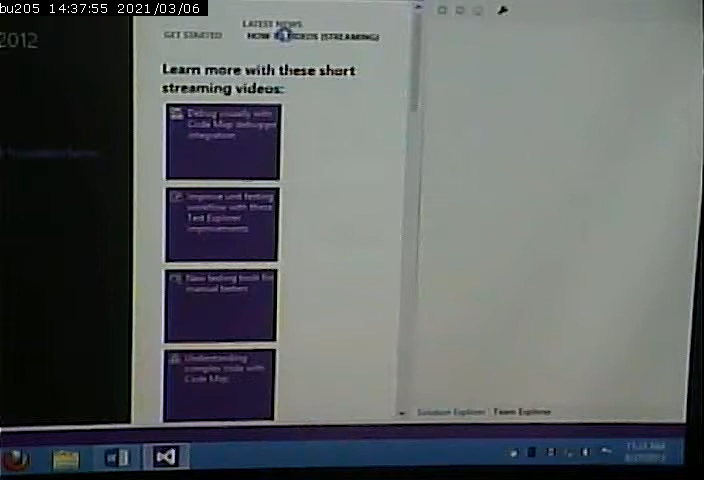 bu205 14:37:55 2021/03/06
2012
LATEST NEWS
GET STARTED
HOW VIDEOS (STREAMING)
Learn more with these short
streaming videos:
Debug visually with
Code Map debugger
integration
Improve unit testing
workflow with these
Test Explorer
improvements
New testing tools for
manual testers
Understanding
complex code with
Code Map
Solution Explorer Team Explorer